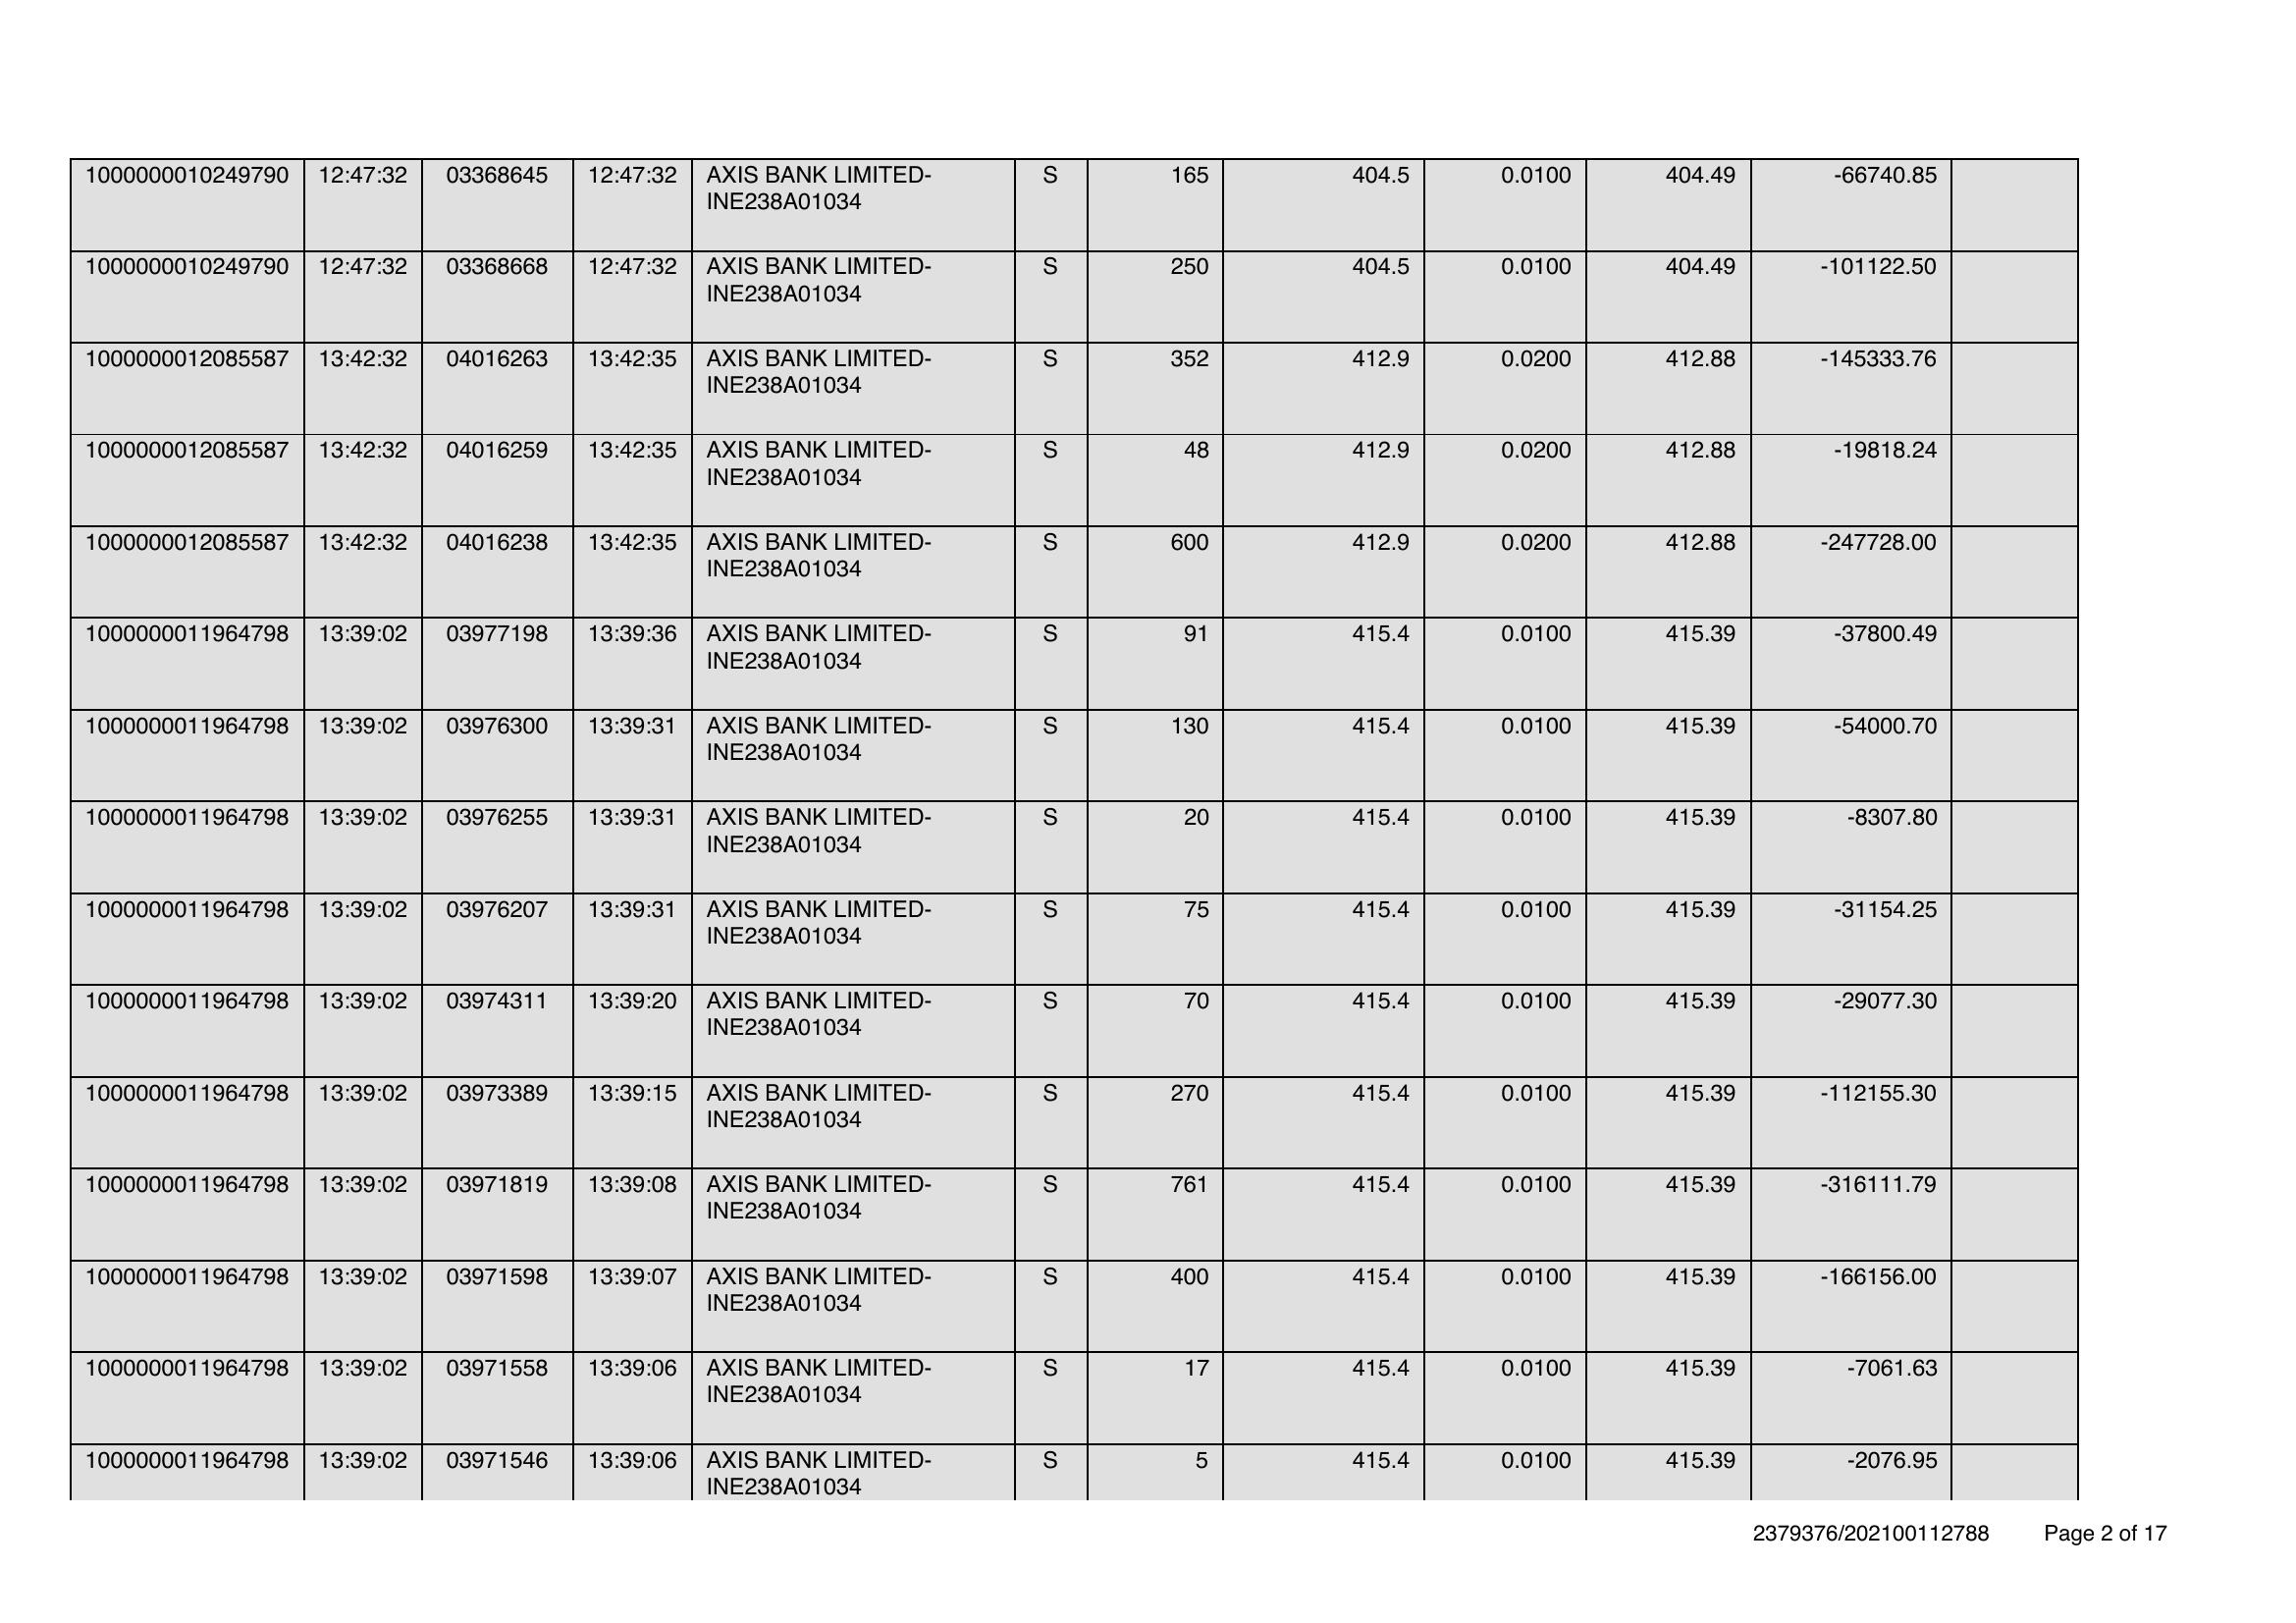 1000000010249790 12:47:32 03368645 12:47:32 AXIS BANK LIMITED- S 165 404.5 0.0100 404.49 -66740.85
INE238A01034
1000000010249790 12:47:32 03368668 12:47:32 AXIS BANK LIMITED- S 250 404.5 0.0100 404.49 -101122.50
INE238A01034
1000000012085587 13:42:32 04016263 13:42:35 AXIS BANK LIMITED- S 352 412.9 0.0200 412.88 -145333.76
INE238A01034
1000000012085587 13:42:32 04016259 13:42:35 AXIS BANK LIMITED- S 48 412.9 0.0200 412.88 -19818.24
INE238A01034
1000000012085587 13:42:32 04016238 13:42:35 AXIS BANK LIMITED- S 600 412.9 0.0200 412.88 -247728.00
INE238A01034
1000000011964798 13:39:02 03977198 13:39:36 AXIS BANK LIMITED- S 91 415.4 0.0100 415.39 -37800.49
INE238A01034
1000000011964798 13:39:02 03976300 13:39:31 AXIS BANK LIMITED- S 130 415.4 0.0100 415.39 -54000.70
INE238A01034
1000000011964798 13:39:02 03976255 13:39:31 AXIS BANK LIMITED- S 20 415.4 0.0100 415.39 -8307.80
INE238A01034
1000000011964798 13:39:02 03976207 13:39:31 AXIS BANK LIMITED- S 75 415.4 0.0100 415.39 -31154.25
INE238A01034
1000000011964798 13:39:02 03974311 13:39:20 AXIS BANK LIMITED- S 70 415.4 0.0100 415.39 -29077.30
INE238A01034
1000000011964798 13:39:02 03973389 13:39:15 AXIS BANK LIMITED- S 270 415.4 0.0100 415.39 -112155.30
INE238A01034
1000000011964798 13:39:02 03971819 13:39:08 AXIS BANK LIMITED- S 761 415.4 0.0100 415.39 -316111.79
INE238A01034
1000000011964798 13:39:02 03971598 13:39:07 AXIS BANK LIMITED- S 400 415.4 0.0100 415.39 -166156.00
INE238A01034
1000000011964798 13:39:02 03971558 13:39:06 AXIS BANK LIMITED- S 17 415.4 0.0100 415.39 -7061.63
INE238A01034
1000000011964798 13:39:02 03971546 13:39:06 AXIS BANK LIMITED- S 5 415.4 0.0100 415.39 -2076.95
INE238A01034
2379376/202100112788 Page 2 of 17